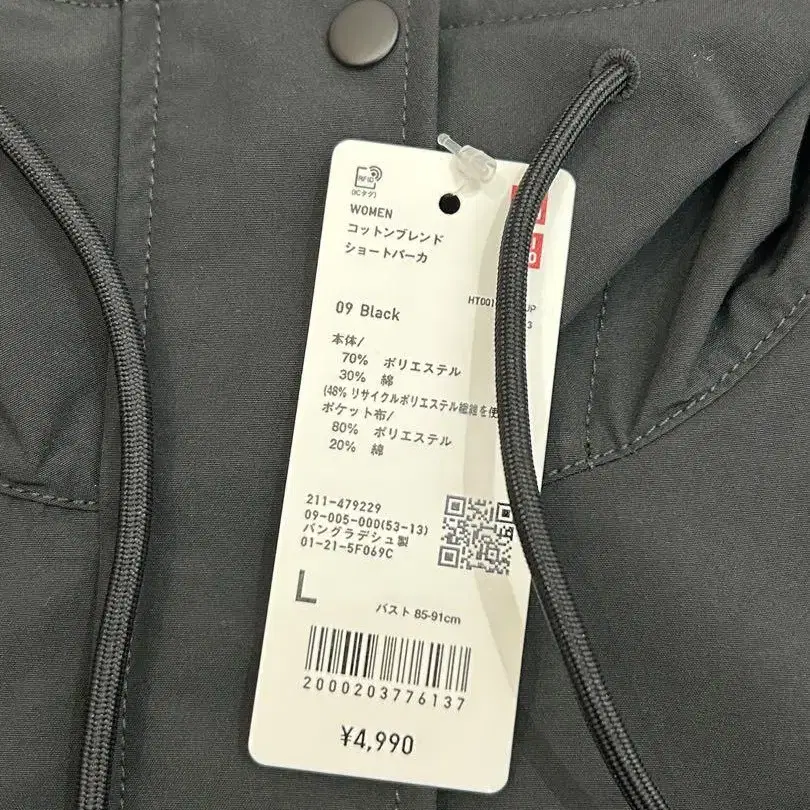 RFID
(ICタグ)
WOMEN
コットンブレンド
ショートパーカ
09 Black
本体/
70% ポリエステル
30% 綿
(48% リサイクルポリエステル繊維を使
ポケット布/
80% ポリエステル
20% 綿
211-479229
09-005-000(53-13)
バングラデシュ製
01-21-5F069C
L
バスト 85-91cm
2000203776137
¥4,990